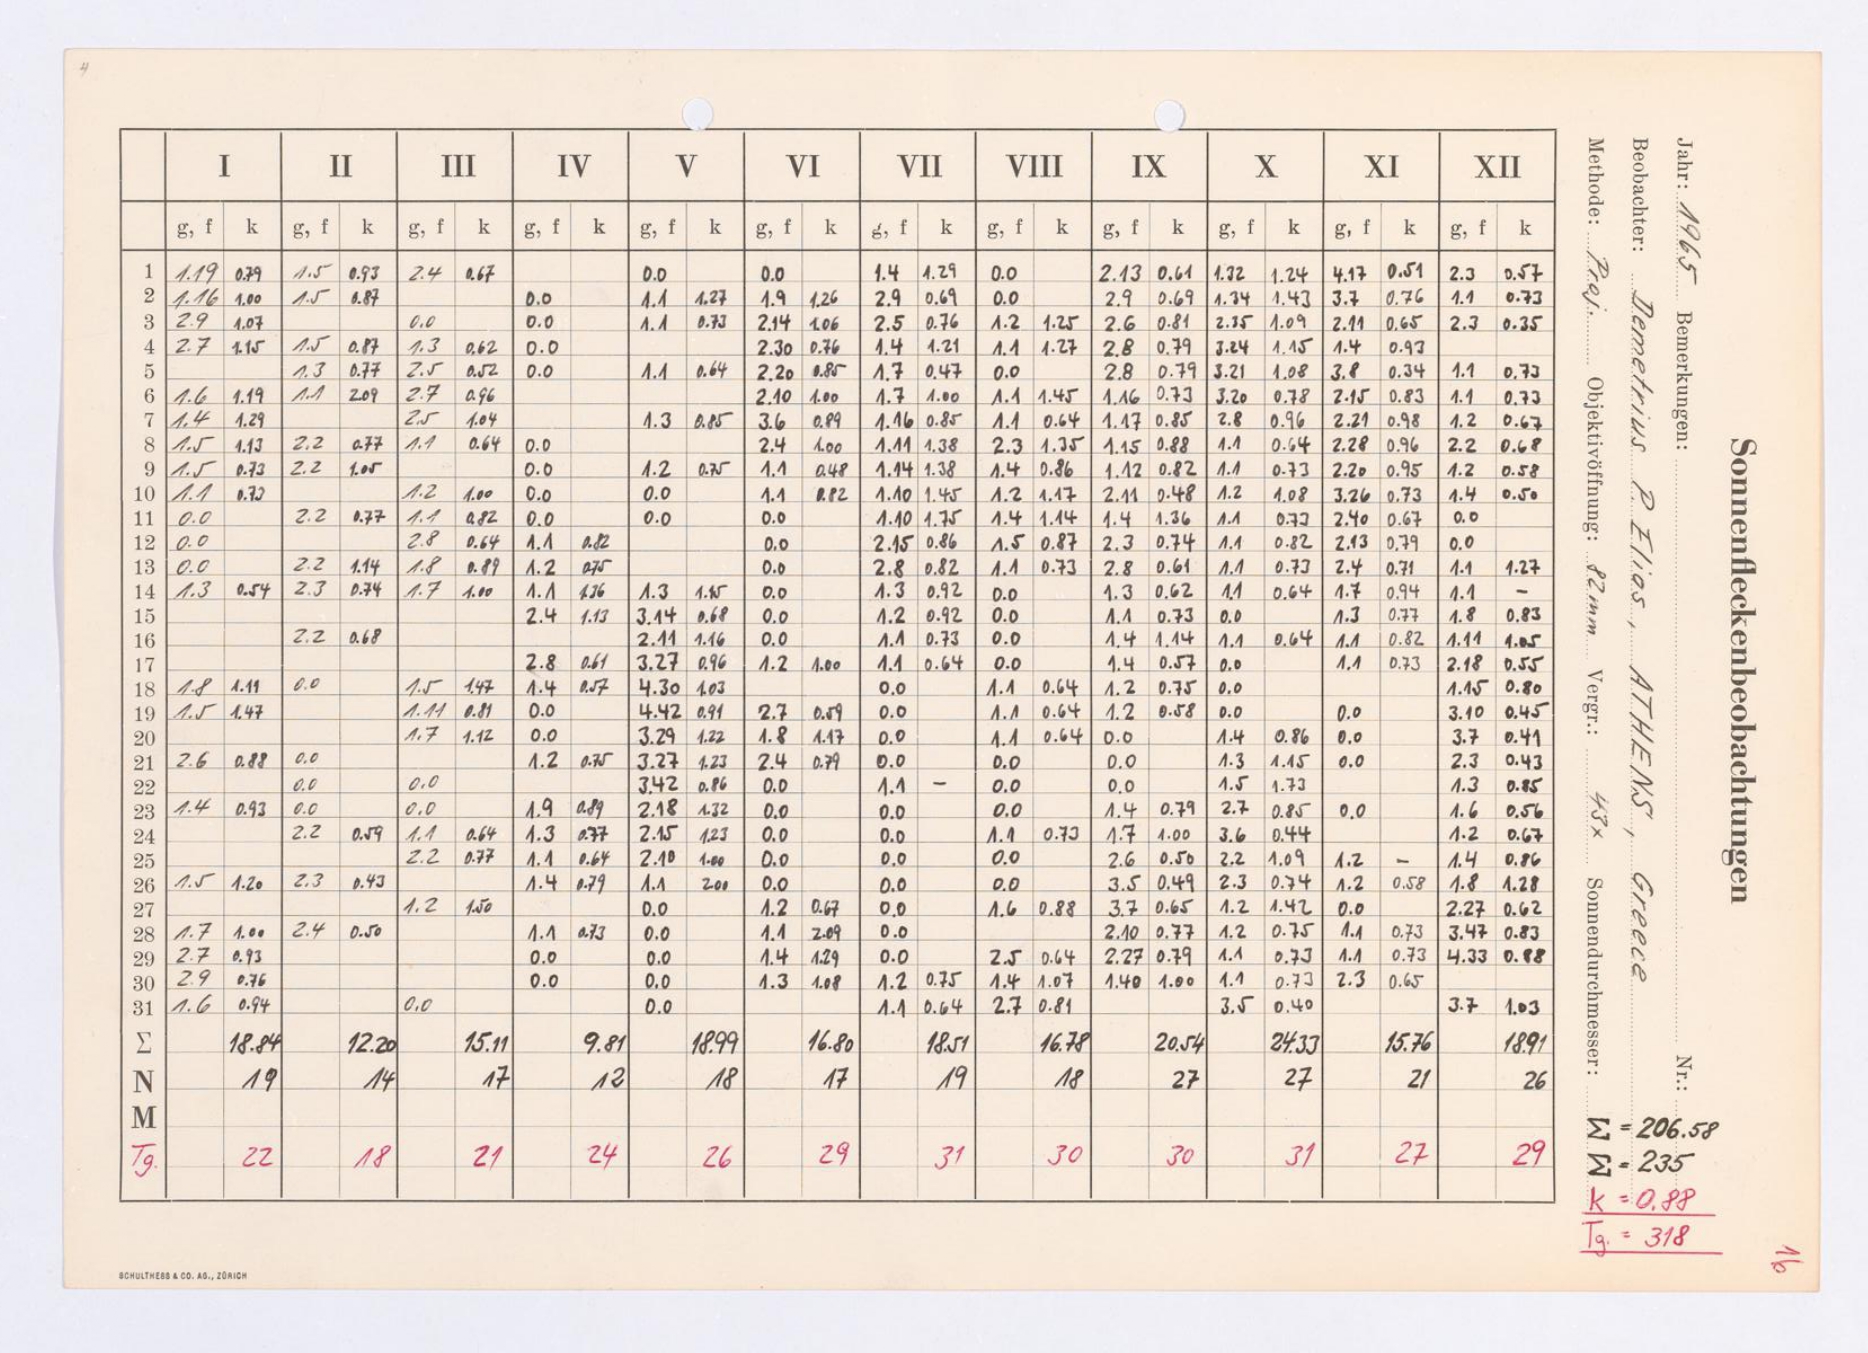 4
Sonnenfleckenbeobachtungen
Jahr: 1965 Bemerkungen: Nr.:
Beobachter: Demetrius P. Elias, ATHENS, Greece
Methode: Proj. Objektivöffnung: 82mm Vergr.: 43x Sonnendurchmesser:
I II III IV V VI VII VIII IX X XI XII
g, f k g, f k g, f k g, f k g, f k g, f k g, f k g, f k g, f k g, f k g, f k g, f k
1 1.19 0.79 1.5 0.93 2.4 0.67 0.0 0.0 1.4 1.29 0.0 2.13 0.61 1.32 1.24 4.17 0.51 2.3 0.57
2 1.16 1.00 1.5 0.87 0.0 1.1 1.27 1.9 1.26 2.9 0.69 0.0 2.9 0.69 1.34 1.43 3.7 0.76 1.1 0.73
3 2.9 1.07 0.0 0.0 1.1 0.73 2.14 1.06 2.5 0.76 1.2 1.25 2.6 0.81 2.35 1.09 2.11 0.65 2.3 0.35
4 2.7 1.15 1.5 0.87 1.3 0.62 0.0 2.30 0.76 1.4 1.21 1.1 1.27 2.8 0.79 3.24 1.15 1.4 0.93
5 1.3 0.77 2.5 0.52 0.0 1.1 0.64 2.20 0.85 1.7 0.47 0.0 2.8 0.79 3.21 1.08 3.8 0.34 1.1 0.73
6 1.6 1.19 1.1 2.09 2.7 0.96 2.10 1.00 1.7 1.00 1.1 1.45 1.16 0.73 3.20 0.78 2.15 0.83 1.1 0.73
7 1.4 1.29 2.5 1.04 1.3 0.85 3.6 0.89 1.16 0.85 1.1 0.64 1.17 0.85 2.8 0.96 2.21 0.98 1.2 0.67
8 1.5 1.13 2.2 0.77 1.1 0.64 0.0 2.4 1.00 1.11 1.38 2.3 1.35 1.15 0.88 1.1 0.64 2.28 0.96 2.2 0.68
9 1.5 0.73 2.2 1.05 0.0 1.2 0.75 1.1 0.48 1.14 1.38 1.4 0.86 1.12 0.82 1.1 0.73 2.20 0.95 1.2 0.58
10 1.1 0.73 1.2 1.00 0.0 0.0 1.1 0.82 1.10 1.45 1.2 1.17 2.11 0.48 1.2 1.08 3.26 0.73 1.4 0.50
11 0.0 2.2 0.77 1.1 0.82 0.0 0.0 0.0 1.10 1.75 1.4 1.14 1.4 1.36 1.1 0.73 2.40 0.67 0.0
12 0.0 2.8 0.64 1.1 0.82 0.0 2.15 0.86 1.5 0.87 2.3 0.74 1.1 0.82 2.13 0.79 0.0
13 0.0 2.2 1.14 1.8 0.89 1.2 0.75 0.0 2.8 0.82 1.1 0.73 2.8 0.61 1.1 0.73 2.4 0.71 1.1 1.27
14 1.3 0.54 2.3 0.74 1.7 1.00 1.1 1.36 1.3 1.15 0.0 1.3 0.92 0.0 1.3 0.62 1.1 0.64 1.7 0.94 1.1 –
15 2.4 1.13 3.14 0.68 0.0 1.2 0.92 0.0 1.1 0.73 0.0 1.3 0.77 1.8 0.83
16 2.2 0.68 2.11 1.16 0.0 1.1 0.73 0.0 1.4 1.14 1.1 0.64 1.1 0.82 1.11 1.05
17 2.8 0.61 3.27 0.96 1.2 1.00 1.1 0.64 0.0 1.4 0.57 0.0 1.1 0.73 2.18 0.55
18 1.8 1.11 0.0 1.5 1.47 1.4 0.57 4.30 1.03 0.0 1.1 0.64 1.2 0.75 0.0 1.15 0.80
19 1.5 1.47 1.11 0.81 0.0 4.42 0.91 2.7 0.59 0.0 1.1 0.64 1.2 0.58 0.0 0.0 3.10 0.45
20 1.7 1.12 0.0 3.29 1.22 1.8 1.17 0.0 1.1 0.64 0.0 1.4 0.86 0.0 3.7 0.41
21 2.6 0.88 0.0 1.2 0.75 3.27 1.23 2.4 0.79 0.0 0.0 0.0 1.3 1.15 0.0 2.3 0.43
22 0.0 0.0 3.42 0.86 0.0 1.1 – 0.0 0.0 1.5 1.73 1.3 0.85
23 1.4 0.93 0.0 0.0 1.9 0.89 2.18 1.32 0.0 0.0 0.0 1.4 0.79 2.7 0.85 0.0 1.6 0.56
24 2.2 0.59 1.1 0.64 1.3 0.77 2.15 1.23 0.0 0.0 1.1 0.73 1.7 1.00 3.6 0.44 1.2 0.67
25 2.2 0.77 1.1 0.64 2.10 1.00 0.0 0.0 0.0 2.6 0.50 2.2 1.09 1.2 – 1.4 0.86
26 1.5 1.20 2.3 0.43 1.4 0.79 1.1 2.00 0.0 0.0 0.0 3.5 0.49 2.3 0.74 1.2 0.58 1.8 1.28
27 1.2 1.50 0.0 1.2 0.67 0.0 1.6 0.88 3.7 0.65 1.2 1.42 0.0 2.27 0.62
28 1.7 1.00 2.4 0.50 1.1 0.73 0.0 1.1 2.09 0.0 2.10 0.77 1.2 0.75 1.1 0.73 3.47 0.83
29 2.7 0.93 0.0 0.0 1.4 1.29 0.0 2.5 0.64 2.27 0.79 1.1 0.73 1.1 0.73 4.33 0.88
30 2.9 0.76 0.0 0.0 1.3 1.08 1.2 0.75 1.4 1.07 1.40 1.00 1.1 0.73 2.3 0.65
31 1.6 0.94 0.0 0.0 1.1 0.64 2.7 0.81 3.5 0.40 3.7 1.03
Σ 18.84 12.20 15.11 9.81 18.99 16.80 18.51 16.78 20.54 24.33 15.76 18.91
N 19 14 17 12 18 17 19 18 27 27 21 26
M
Tg. 22 18 21 24 26 29 31 30 30 31 27 29
Σ = 206.58
Σ = 235
k = 0.88
Tg. = 318
16
SCHULTHESS & CO. AG., ZÜRICH